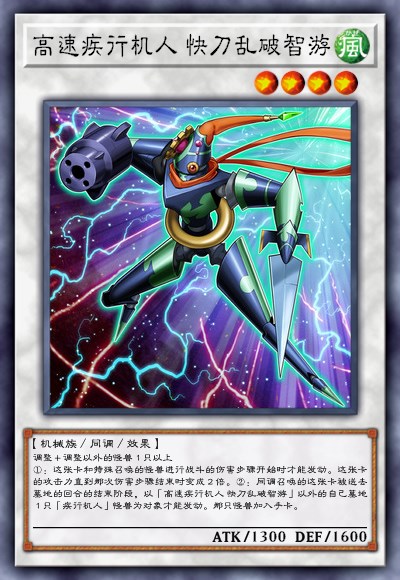 高速疾行机人 快刀乱破智游
風
【机械族/同调/效果】
调整+调整以外的怪兽1只以上
①：这张卡和特殊召唤的怪兽进行战斗的伤害步骤开始时才能发动。这张卡
的攻击力直到那次伤害步骤结束时变成2倍。②：同调召唤的这张卡被送去
墓地的回合的结束阶段，以「高速疾行机人 快刀乱破智游」以外的自己墓地
1只「疾行机人」怪兽为对象才能发动。那只怪兽加入手卡。
ATK/1300 DEF/1600